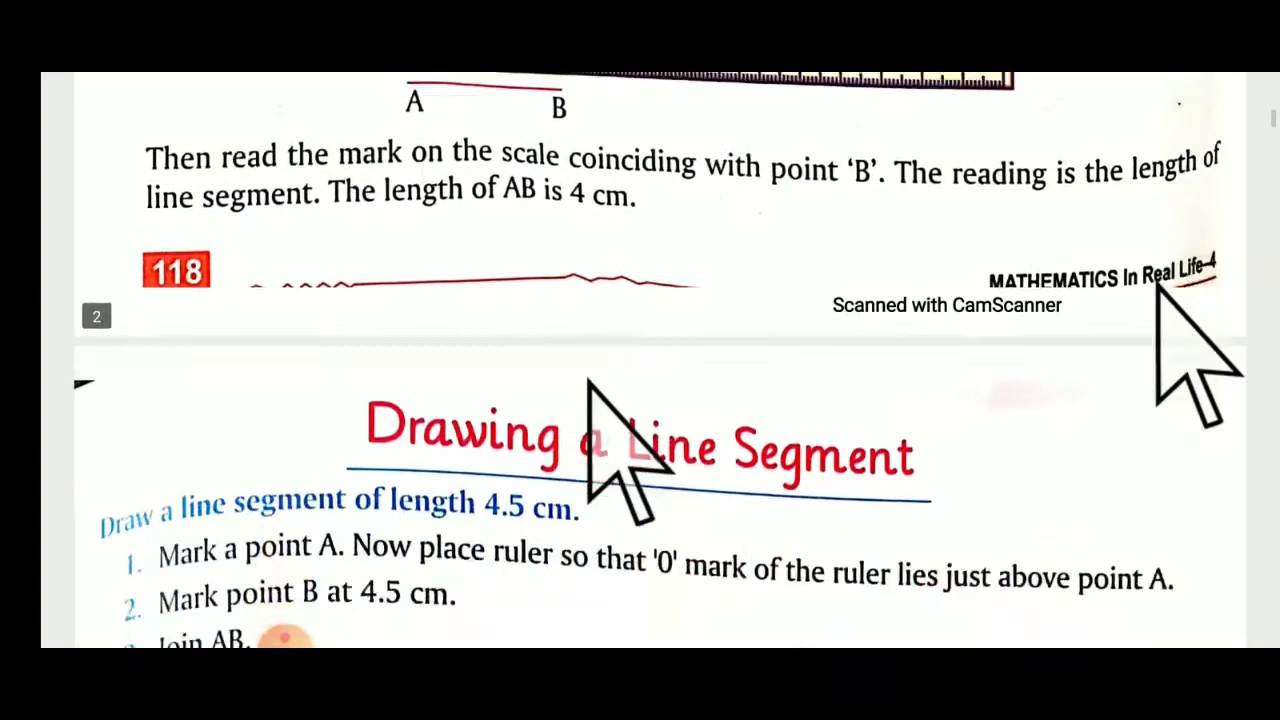 A B
Then read the mark on the scale coinciding with point ‘B’. The reading is the length of
line segment. The length of AB is 4 cm.
118
MATHEMATICS In Real Life-4
Scanned with CamScanner
2
Drawing a Line Segment
Draw a line segment of length 4.5 cm.
1. Mark a point A. Now place ruler so that '0' mark of the ruler lies just above point A.
2. Mark point B at 4.5 cm.
Join AB.